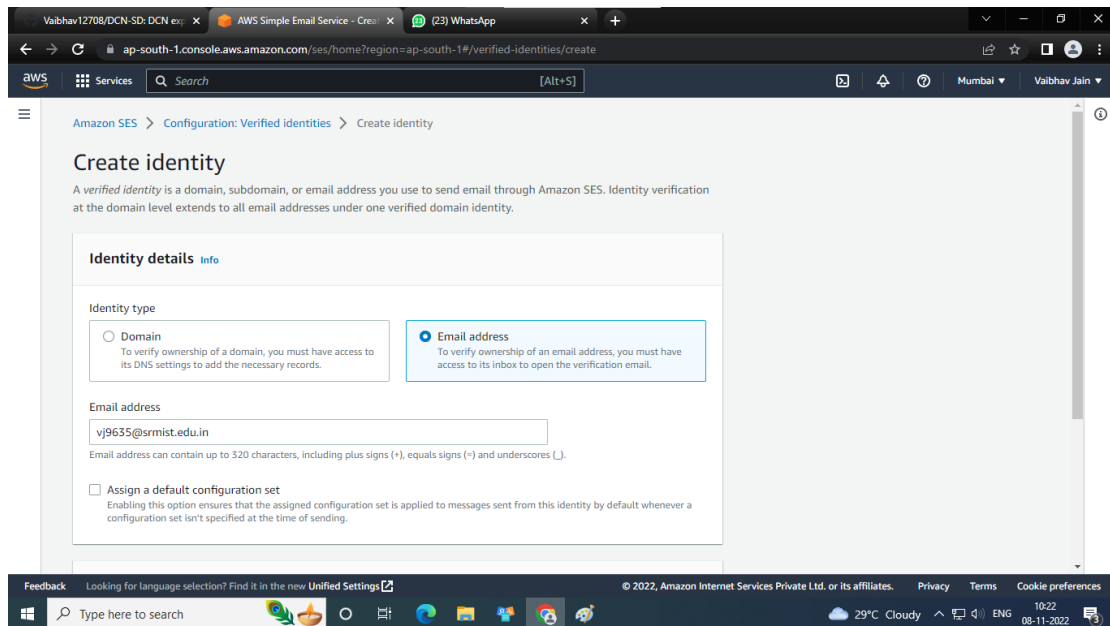 Vaibhav12708/DCN-SD: DCN exp
AWS Simple Email Service - Creat
(23) WhatsApp
ap-south-1.console.aws.amazon.com/ses/home?region=ap-south-1#/verified-identities/create
aws
Services
Search
[Alt+S]
Mumbai
Vaibhav Jain
Amazon SES
Configuration: Verified identities
Create identity
Create identity
A verified identity is a domain, subdomain, or email address you use to send email through Amazon SES. Identity verification
at the domain level extends to all email addresses under one verified domain identity.
Identity details Info
Identity type
Domain
To verify ownership of a domain, you must have access to
its DNS settings to add the necessary records.
Email address
To verify ownership of an email address, you must have
access to its inbox to open the verification email.
Email address
vj9635@srmist.edu.in
Email address can contain up to 320 characters, including plus signs (+), equals signs (=) and underscores (_).
Assign a default configuration set
Enabling this option ensures that the assigned configuration set is applied to messages sent from this identity by default whenever a
configuration set isn't specified at the time of sending.
Feedback
Looking for language selection? Find it in the new Unified Settings
© 2022, Amazon Internet Services Private Ltd. or its affiliates.
Privacy
Terms
Cookie preferences
Type here to search
29°C Cloudy
ENG
10:22
08-11-2022
3